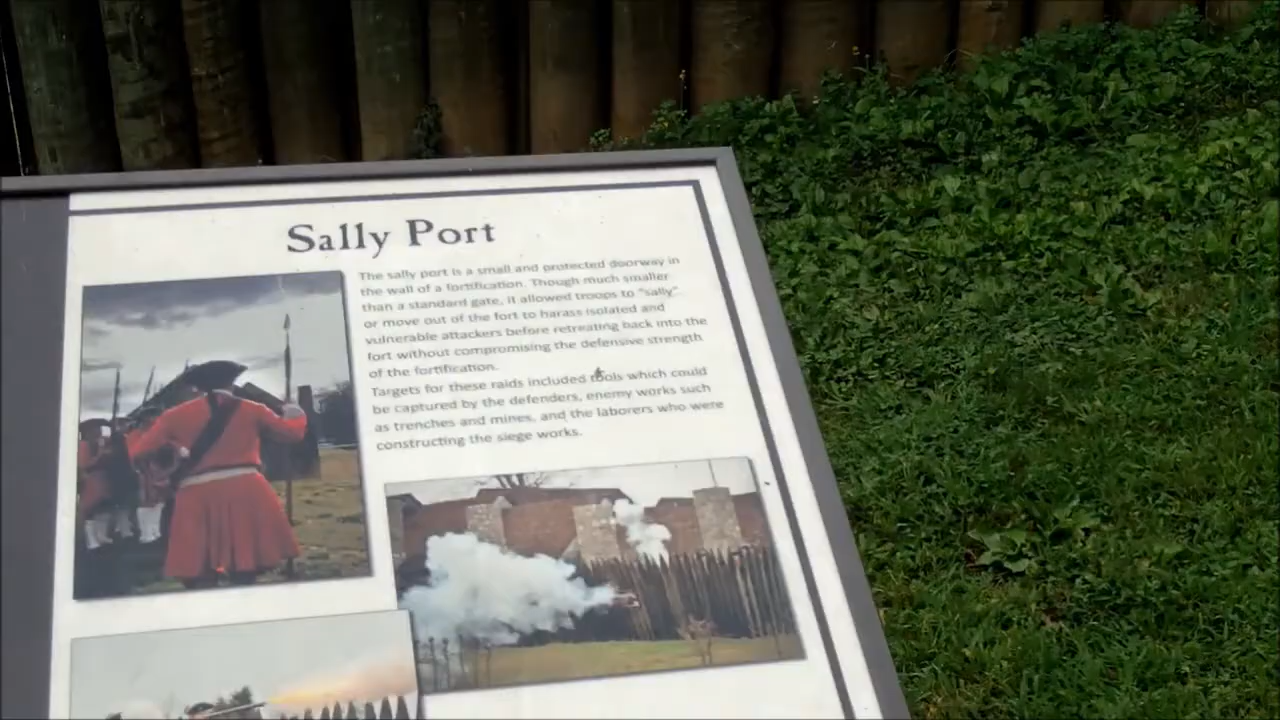 Sally Port
The sally port is a small and protected doorway in
the wall of a fortification. Though much smaller
than a standard gate, it allowed troops to "sally"
or move out of the fort to harass isolated and
vulnerable attackers before retreating back into the
fort without compromising the defensive strength
of the fortification.
Targets for these raids included tools which could
be captured by the defenders, enemy works such
as trenches and mines, and the laborers who were
constructing the siege works.